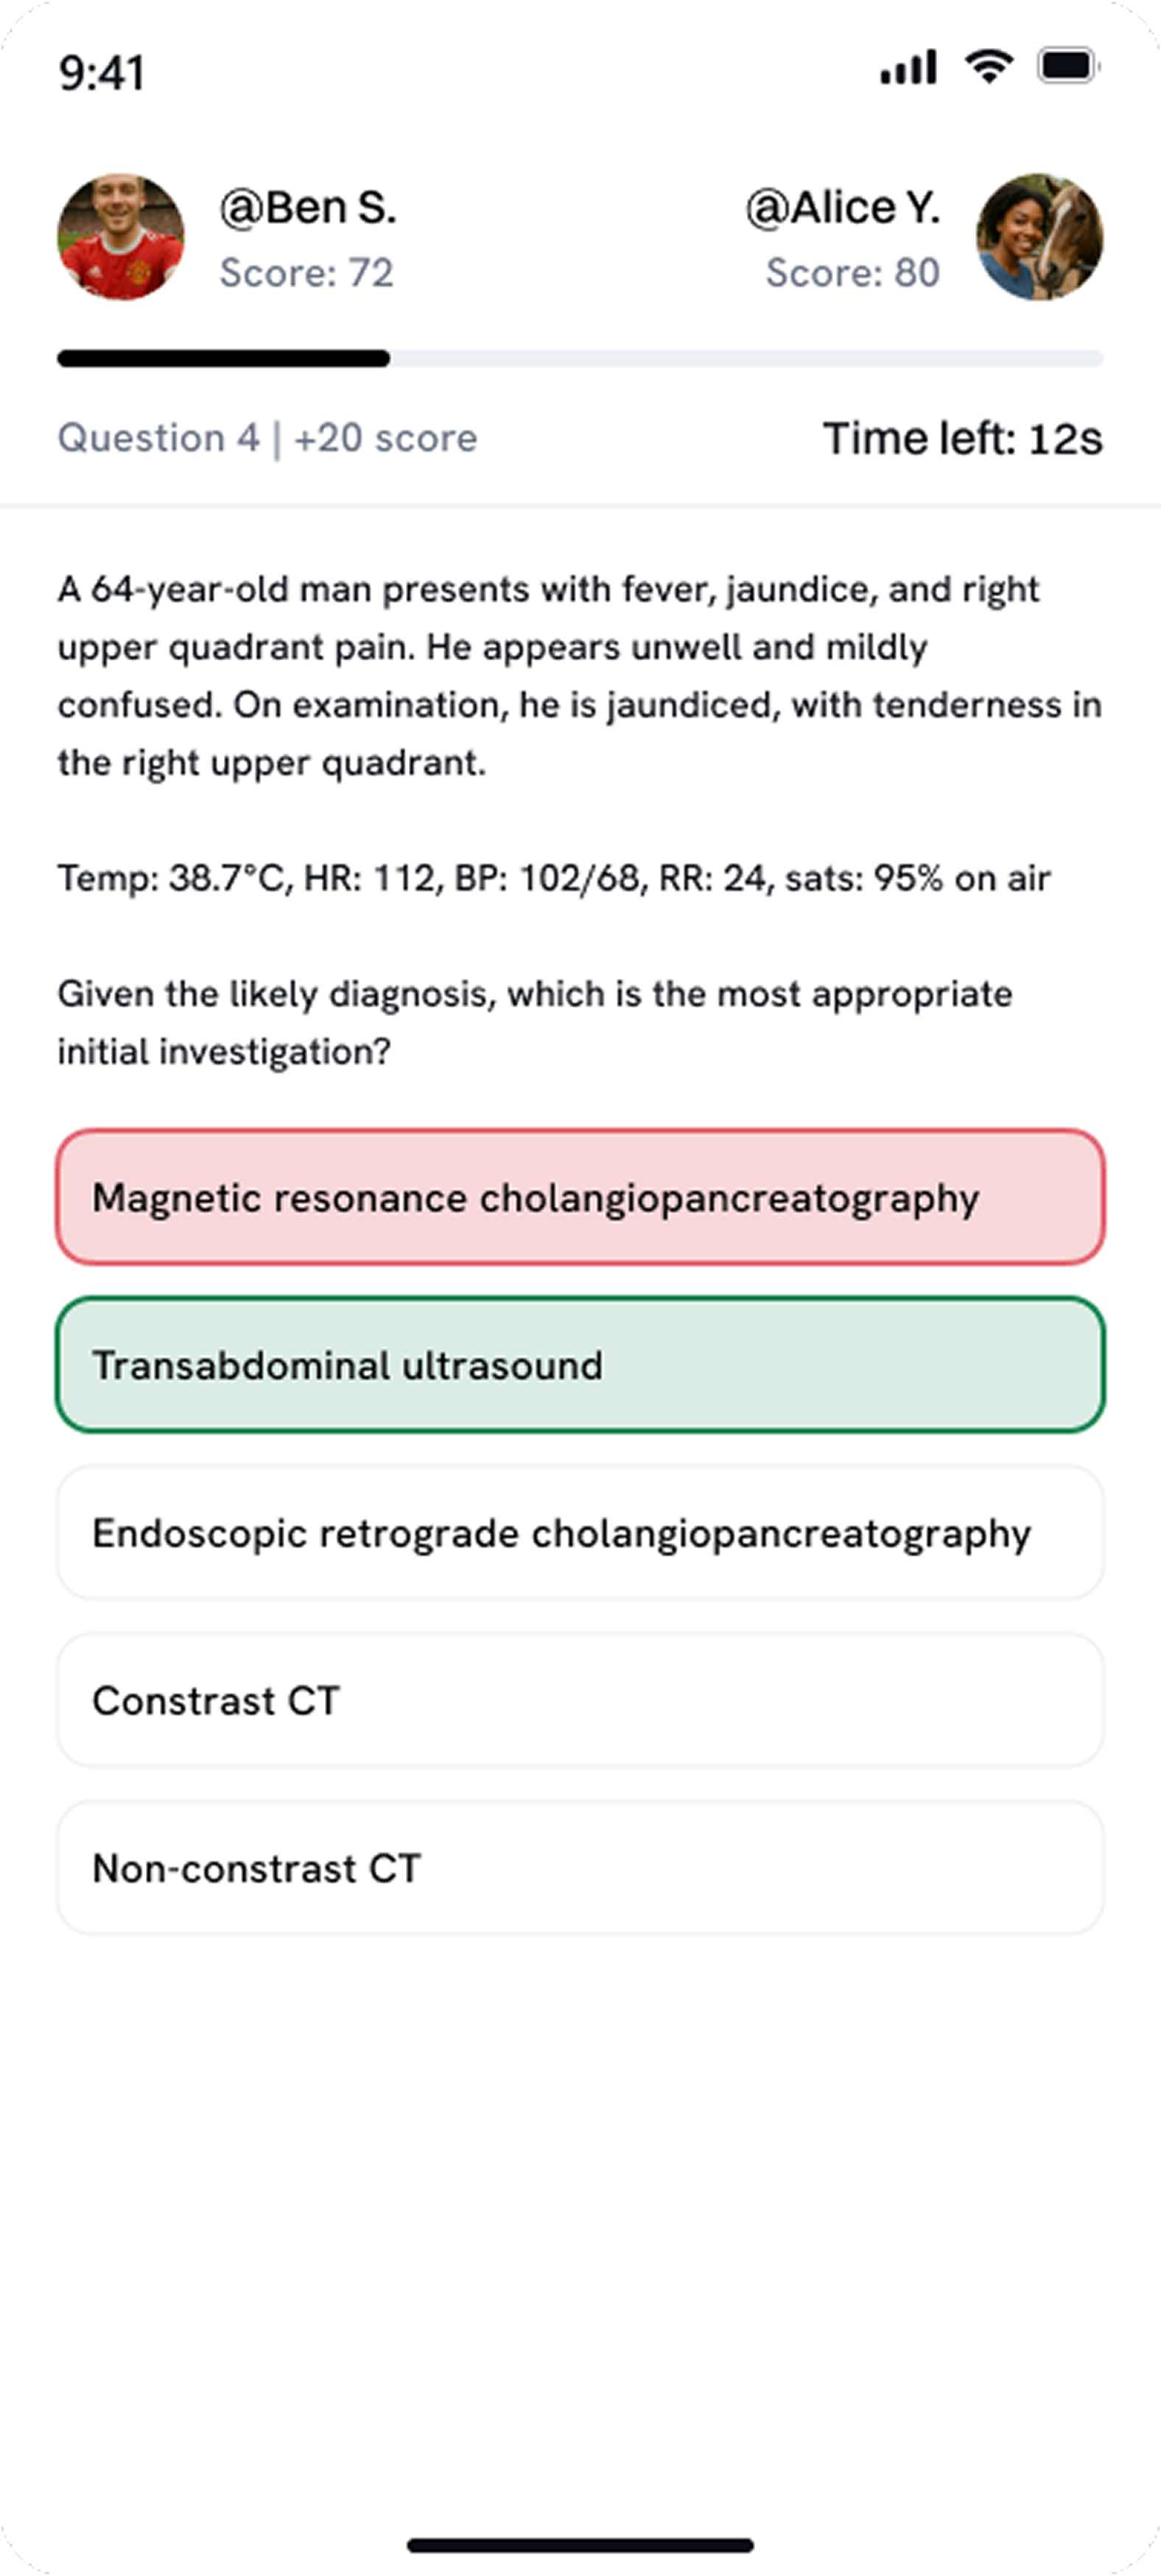 9:41
@Ben S.
Score: 72
@Alice Y.
Score: 80
Question 4 | +20 score
Time left: 12s
A 64-year-old man presents with fever, jaundice, and right
upper quadrant pain. He appears unwell and mildly
confused. On examination, he is jaundiced, with tenderness in
the right upper quadrant.
Temp: 38.7°C, HR: 112, BP: 102/68, RR: 24, sats: 95% on air
Given the likely diagnosis, which is the most appropriate
initial investigation?
Magnetic resonance cholangiopancreatography
Transabdominal ultrasound
Endoscopic retrograde cholangiopancreatography
Constrast CT
Non-constrast CT